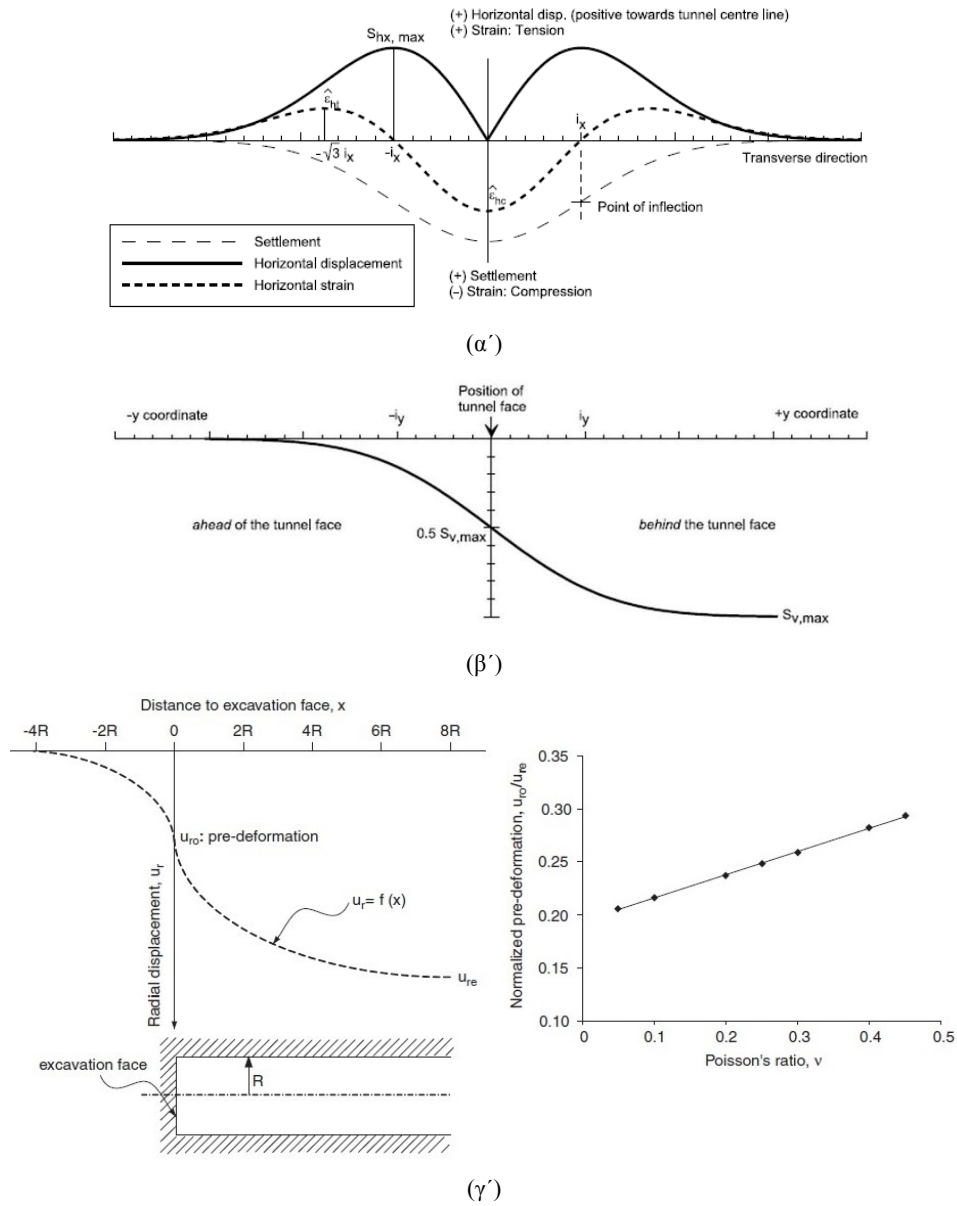 (+) Horizontal disp. (positive towards tunnel centre line)
(+) Strain: Tension
Shx, max
ε̂ht
ix
- √3 ix
-ix
Transverse direction
ε̂hc
Point of inflection
Settlement
Horizontal displacement
Horizontal strain
(+) Settlement
(–) Strain: Compression
(α΄)
Position of
tunnel face
-y coordinate
-iy
iy
+y coordinate
ahead of the tunnel face
0.5 Sv,max
behind the tunnel face
Sv,max
(β΄)
Distance to excavation face, x
-4R -2R 0 2R 4R 6R 8R
uro: pre-deformation
ur= f (x)
ure
Radial displacement, ur
excavation face
R
Normalized pre-deformation, uro/ure
0.35
0.30
0.25
0.20
0.15
0.10
0 0.1 0.2 0.3 0.4 0.5
Poisson's ratio, ν
(γ΄)